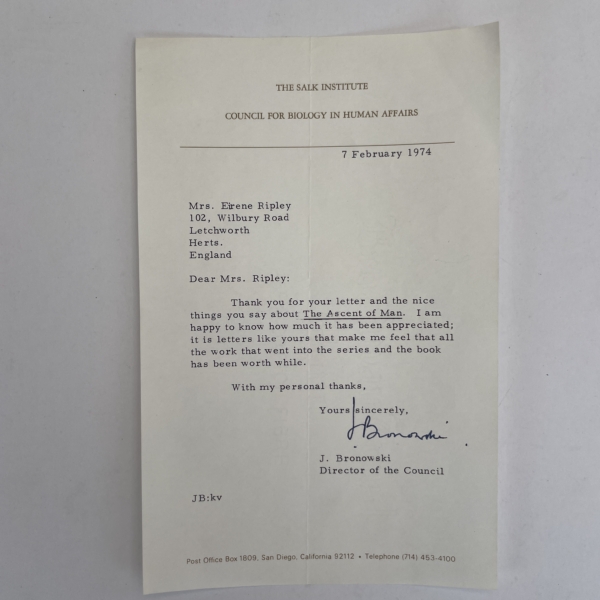 THE SALK INSTITUTE
COUNCIL FOR BIOLOGY IN HUMAN AFFAIRS
7 February 1974
Mrs. Eirene Ripley
102, Wilbury Road
Letchworth
Herts.
England
Dear Mrs. Ripley:
Thank you for your letter and the nice
things you say about The Ascent of Man. I am
happy to know how much it has been appreciated;
it is letters like yours that make me feel that all
the work that went into the series and the book
has been worth while.
With my personal thanks,
Yours sincerely,
J Bronowski
J. Bronowski
Director of the Council
JB:kv
Post Office Box 1809, San Diego, California 92112 • Telephone (714) 453-4100